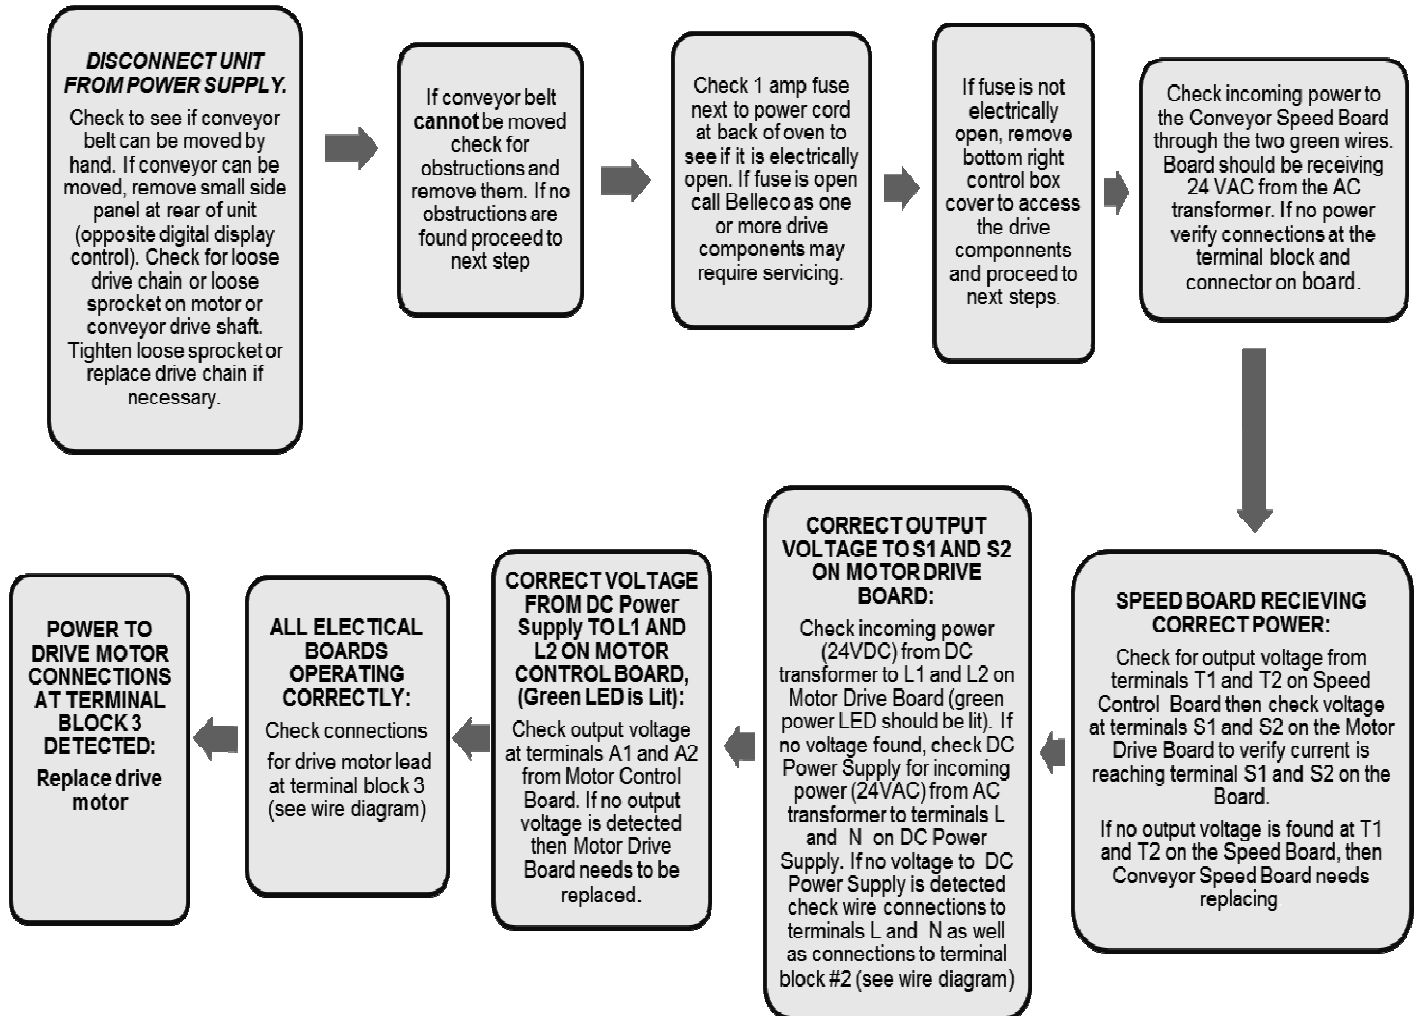 DISCONNECT UNIT
FROM POWER SUPPLY.
Check to see if conveyor
belt can be moved by
hand. If conveyor can be
moved, remove small side
panel at rear of unit
(opposite digital display
control). Check for loose
drive chain or loose
sprocket on motor or
conveyor drive shaft.
Tighten loose sprocket or
replace drive chain if
necessary.
If conveyor belt
cannot be moved
check for
obstructions and
remove them. If no
obstructions are
found proceed to
next step
Check 1 amp fuse
next to power cord
at back of oven to
see if it is electrically
open. If fuse is open
call Belleco as one
or more drive
components may
require servicing.
If fuse is not
electrically
open, remove
bottom right
control box
cover to access
the drive
componnents
and proceed to
next steps.
Check incoming power to
the Conveyor Speed Board
through the two green wires.
Board should be receiving
24 VAC from the AC
transformer. If no power
verify connections at the
terminal block and
connector on board.
SPEED BOARD RECIEVING
CORRECT POWER:
Check for output voltage from
terminals T1 and T2 on Speed
Control Board then check voltage
at terminals S1 and S2 on the Motor
Drive Board to verify current is
reaching terminal S1 and S2 on the
Board.
If no output voltage is found at T1
and T2 on the Speed Board, then
Conveyor Speed Board needs
replacing
CORRECT OUTPUT
VOLTAGE TO S1 AND S2
ON MOTOR DRIVE
BOARD:
Check incoming power
(24VDC) from DC
transformer to L1 and L2 on
Motor Drive Board (green
power LED should be lit). If
no voltage found, check DC
Power Supply for incoming
power (24VAC) from AC
transformer to terminals L
and N on DC Power
Supply. If no voltage to DC
Power Supply is detected
check wire connections to
terminals L and N as well
as connections to terminal
block #2 (see wire diagram)
CORRECT VOLTAGE
FROM DC Power
Supply TO L1 AND
L2 ON MOTOR
CONTROL BOARD,
(Green LED is Lit):
Check output voltage
at terminals A1 and A2
from Motor Control
Board. If no output
voltage is detected
then Motor Drive
Board needs to be
replaced.
ALL ELECTICAL
BOARDS
OPERATING
CORRECTLY:
Check connections
for drive motor lead
at terminal block 3
(see wire diagram)
POWER TO
DRIVE MOTOR
CONNECTIONS
AT TERMINAL
BLOCK 3
DETECTED:
Replace drive
motor